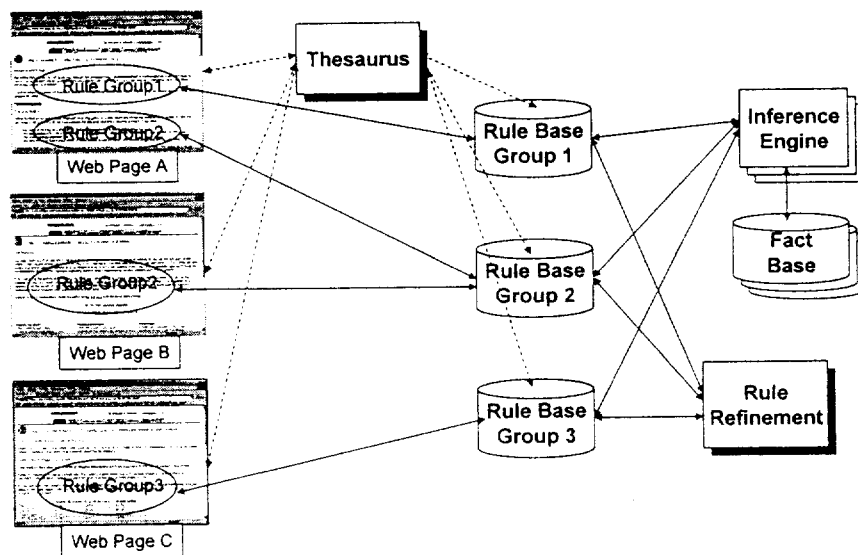 Rule Group1
Rule Group2
Web Page A
Thesaurus
Rule Base
Group 1
Inference
Engine
Fact
Base
Rule Group2
Web Page B
Rule Base
Group 2
Rule Group3
Web Page C
Rule Base
Group 3
Rule
Refinement